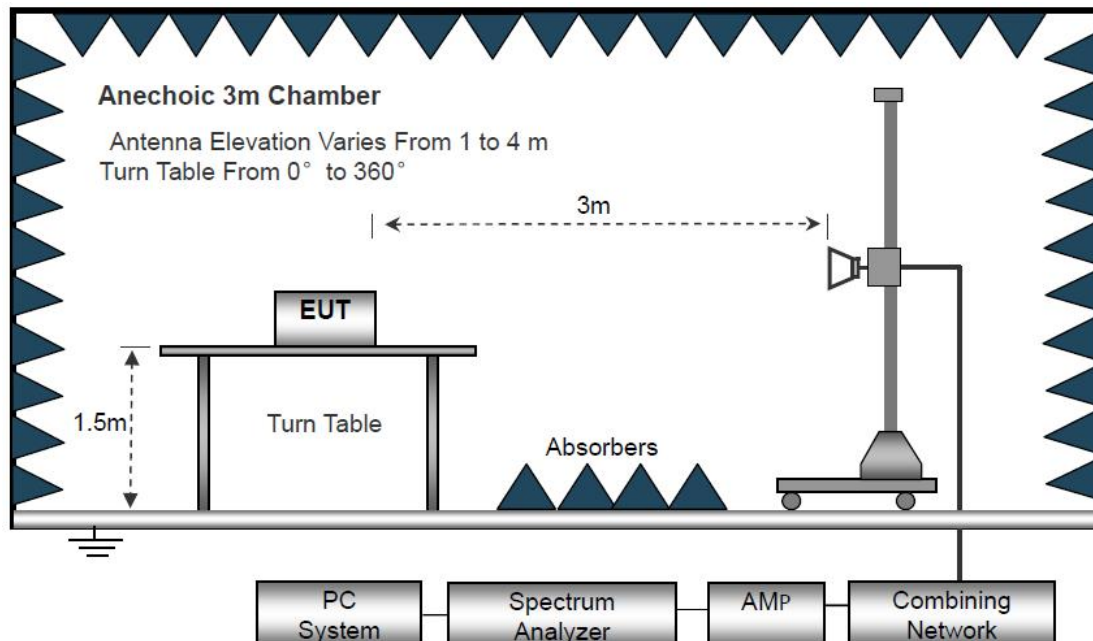 Anechoic 3m Chamber
Antenna Elevation Varies From 1 to 4 m
Turn Table From 0° to 360°
3m
EUT
1.5m
Turn Table
Absorbers
PC
System
Spectrum
Analyzer
AMP
Combining
Network